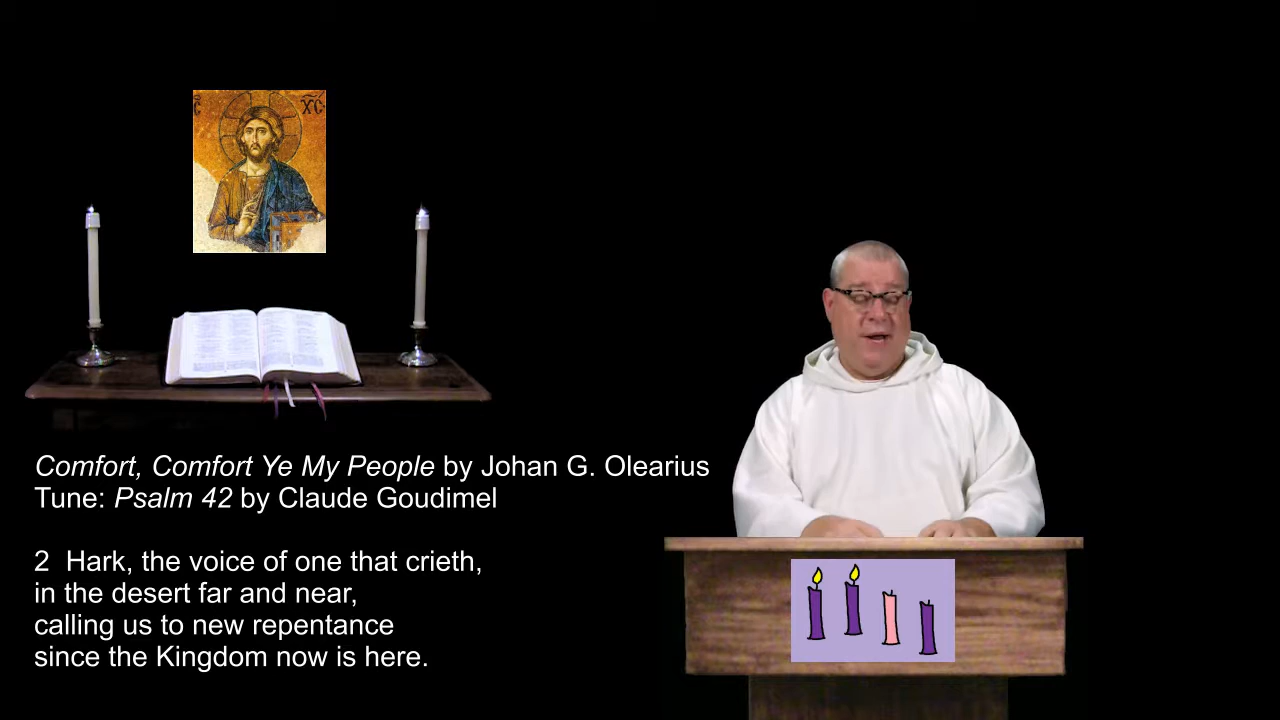 XC
Comfort, Comfort Ye My People by Johan G. Olearius
Tune: Psalm 42 by Claude Goudimel
2 Hark, the voice of one that crieth,
in the desert far and near,
calling us to new repentance
since the Kingdom now is here.